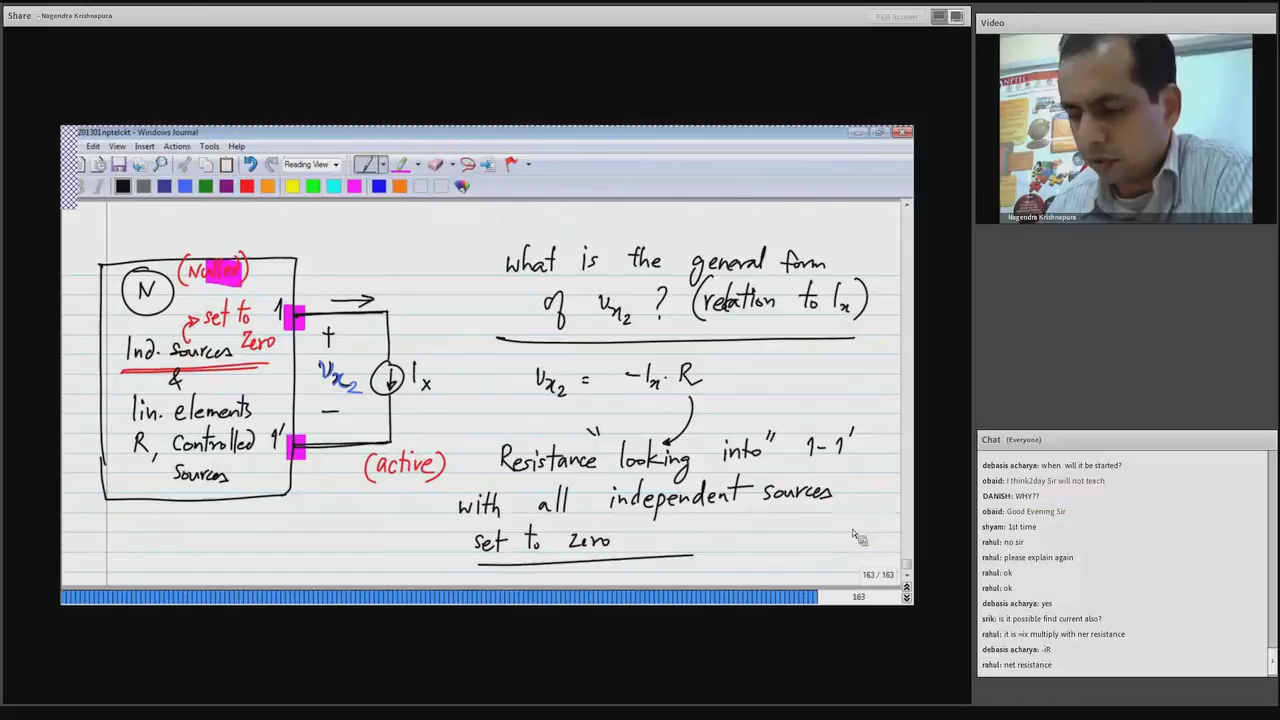 Share - Nagendra Krishnapura
Full Screen
Video
201301nptelckt - Windows Journal
Edit View Insert Actions Tools Help
Reading View
N
(Nulled)
set to
Zero
Ind. sources
&
lin. elements
R, Controlled
sources
1
1'
+
Vx2
−
Ix
(active)
What is the general form
of Vx2 ? (relation to Ix)
Vx2 = -Ix. R
Resistance "looking into" 1-1'
with all independent sources
set to zero
163 / 163
163
NPTEL
Nagendra Krishnapura
Chat (Everyone)
debasis acharya: when will it be started?
obaid: I think2day Sir will not teach
DANISH: WHY??
obaid: Good Evening Sir
shyam: 1st time
rahul: no sir
rahul: please explain again
rahul: ok
rahul: ok
debasis acharya: yes
srik: is it possible find current also?
rahul: it is =ix multiply with ner resistance
debasis acharya: -iR
rahul: net resistance